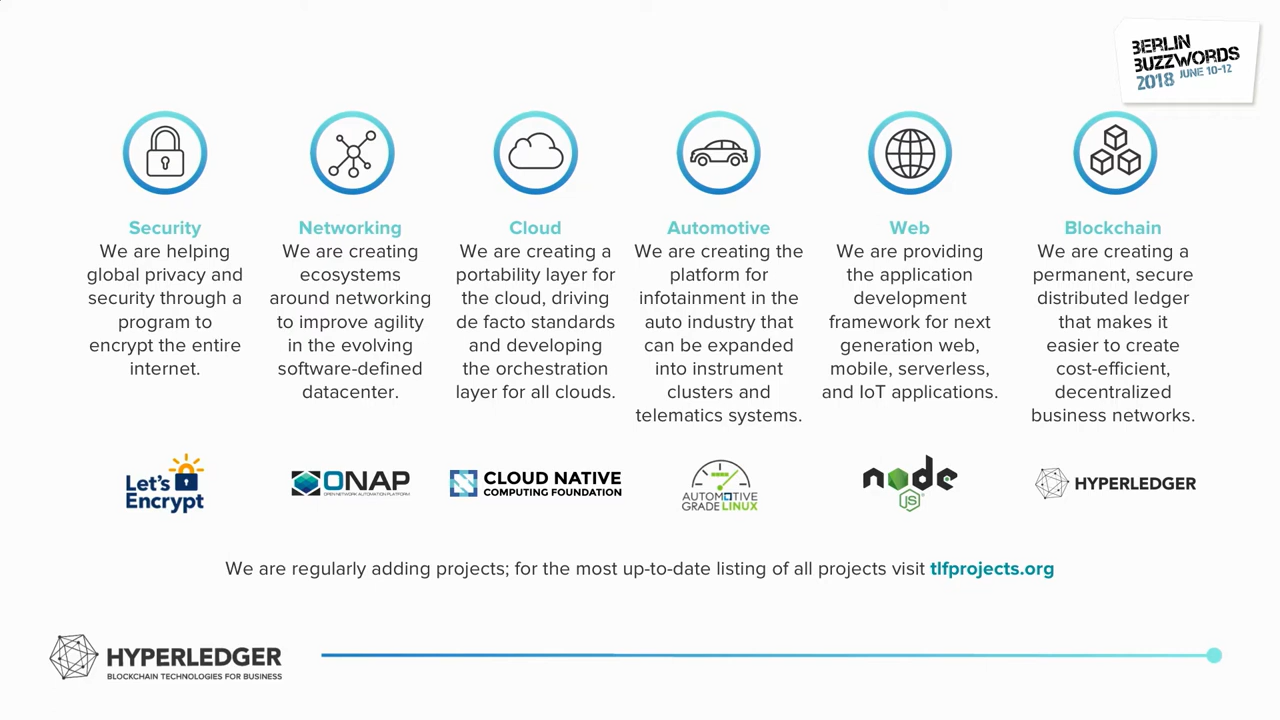 BERLIN
BUZZWORDS
2018 JUNE 10-12
Security
We are helping
global privacy and
security through a
program to
encrypt the entire
internet.
Networking
We are creating
ecosystems
around networking
to improve agility
in the evolving
software-defined
datacenter.
Cloud
We are creating a
portability layer for
the cloud, driving
de facto standards
and developing
the orchestration
layer for all clouds.
Automotive
We are creating the
platform for
infotainment in the
auto industry that
can be expanded
into instrument
clusters and
telematics systems.
Web
We are providing
the application
development
framework for next
generation web,
mobile, serverless,
and IoT applications.
Blockchain
We are creating a
permanent, secure
distributed ledger
that makes it
easier to create
cost-efficient,
decentralized
business networks.
Let's
Encrypt
ONAP
OPEN NETWORK AUTOMATION PLATFORM
CLOUD NATIVE
COMPUTING FOUNDATION
AUTOMOTIVE
GRADE LINUX
node
JS
HYPERLEDGER
We are regularly adding projects; for the most up-to-date listing of all projects visit tlfprojects.org
HYPERLEDGER
BLOCKCHAIN TECHNOLOGIES FOR BUSINESS